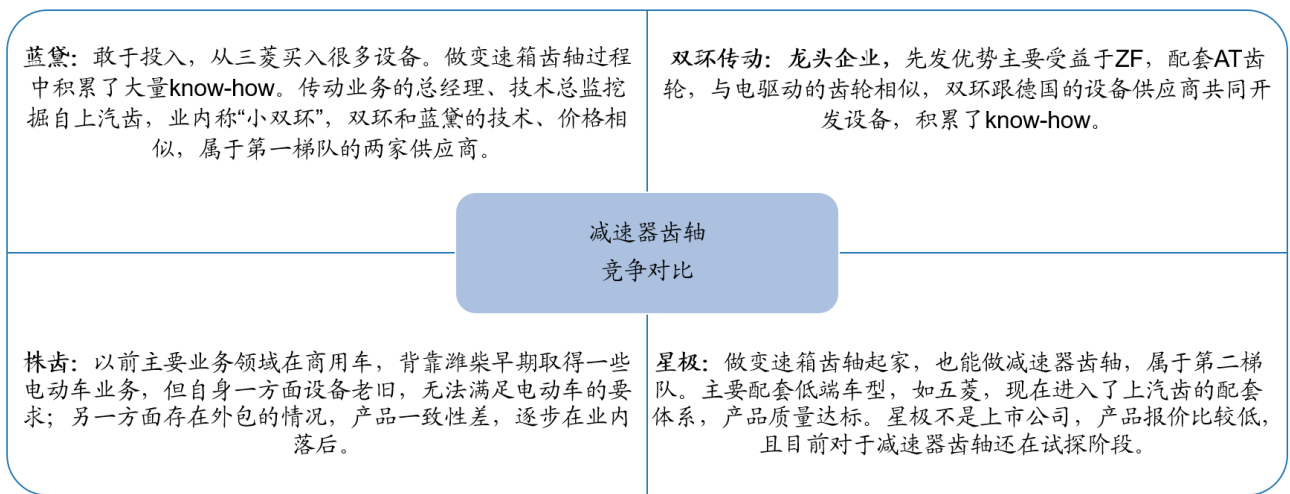 蓝黛：敢于投入，从三菱买入很多设备。做变速箱齿轴过程
中积累了大量know-how。传动业务的总经理、技术总监挖
掘自上汽齿，业内称“小双环”，双环和蓝黛的技术、价格相
似，属于第一梯队的两家供应商。
双环传动：龙头企业，先发优势主要受益于ZF，配套AT齿
轮，与电驱动的齿轮相似，双环跟德国的设备供应商共同开
发设备，积累了know-how。
减速器齿轴
竞争对比
株齿：以前主要业务领域在商用车，背靠潍柴早期取得一些
电动车业务，但自身一方面设备老旧，无法满足电动车的要
求；另一方面存在外包的情况，产品一致性差，逐步在业内
落后。
星极：做变速箱齿轴起家，也能做减速器齿轴，属于第二梯
队。主要配套低端车型，如五菱，现在进入了上汽齿的配套
体系，产品质量达标。星极不是上市公司，产品报价比较低，
且目前对于减速器齿轴还在试探阶段。